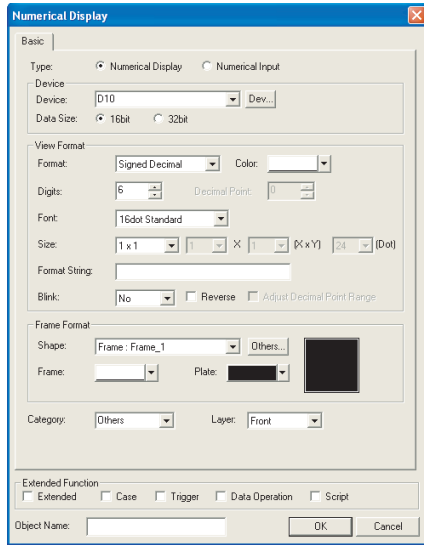 Numerical Display
Basic
Type: Numerical Display Numerical Input
Device
Device: D10 Dev...
Data Size: 16bit 32bit
View Format
Format: Signed Decimal Color:
Digits: 6 Decimal Point: 0
Font: 16dot Standard
Size: 1 x 1 1 X 1 (X x Y) 24 (Dot)
Format String:
Blink: No Reverse Adjust Decimal Point Range
Frame Format
Shape: Frame : Frame_1 Others...
Frame: Plate:
Category: Others Layer: Front
Extended Function
Extended Case Trigger Data Operation Script
Object Name: OK Cancel